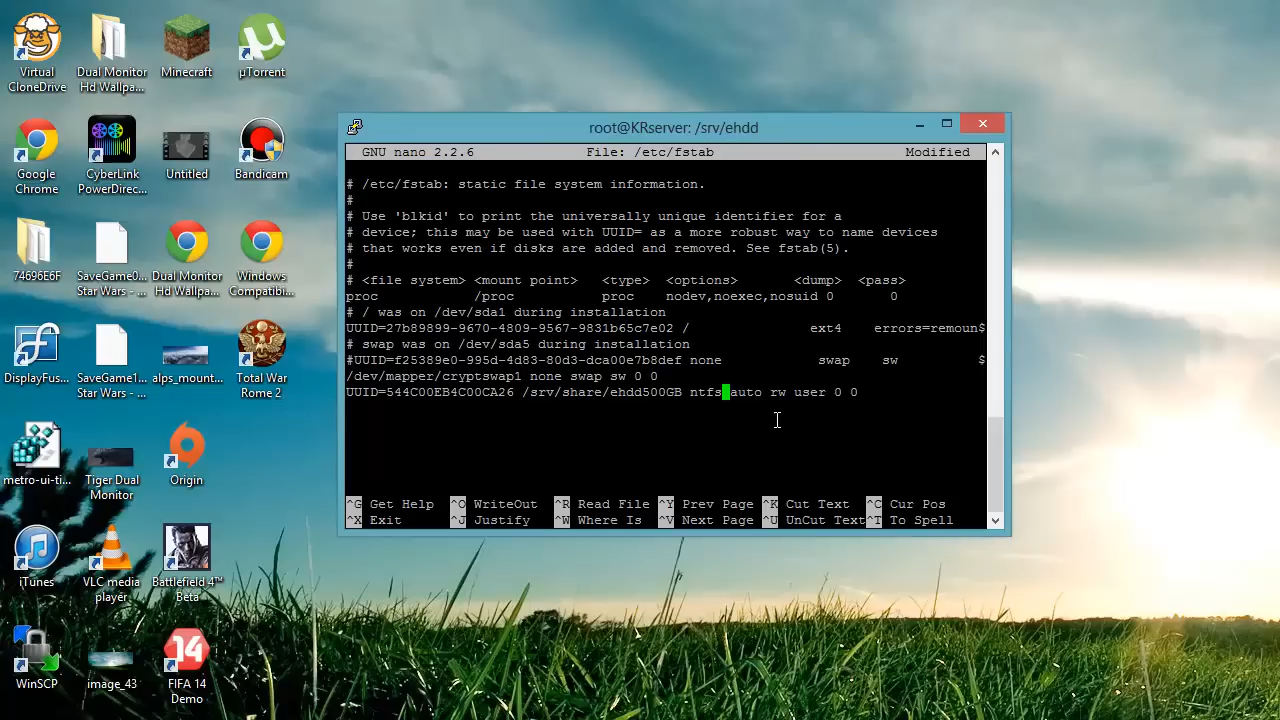 Virtual CloneDrive
Dual Monitor Hd Wallpa...
Minecraft
µTorrent
Google Chrome
CyberLink PowerDirec...
Untitled
Bandicam
74696E6F
SaveGame0... Star Wars - ...
Dual Monitor Hd Wallpa...
Windows Compatibi...
DisplayFus...
SaveGame1... Star Wars - ...
alps_mount...
Total War Rome 2
metro-ui-ti...
Tiger Dual Monitor
Origin
iTunes
VLC media player
Battlefield 4™ Beta
WinSCP
image_43
14
FIFA 14 Demo
root@KRserver: /srv/ehdd
GNU nano 2.2.6 File: /etc/fstab Modified
# /etc/fstab: static file system information.
#
# Use 'blkid' to print the universally unique identifier for a
# device; this may be used with UUID= as a more robust way to name devices
# that works even if disks are added and removed. See fstab(5).
#
# <file system> <mount point> <type> <options> <dump> <pass>
proc /proc proc nodev,noexec,nosuid 0 0
# / was on /dev/sda1 during installation
UUID=27b89899-9670-4809-9567-9831b65c7e02 / ext4 errors=remoun$
# swap was on /dev/sda5 during installation
#UUID=f25389e0-995d-4d83-80d3-dca00e7b8def none swap sw $
/dev/mapper/cryptswap1 none swap sw 0 0
UUID=544C00EB4C00CA26 /srv/share/ehdd500GB ntfs auto rw user 0 0
^G Get Help ^O WriteOut ^R Read File ^Y Prev Page ^K Cut Text ^C Cur Pos
^X Exit ^J Justify ^W Where Is ^V Next Page ^U UnCut Text ^T To Spell